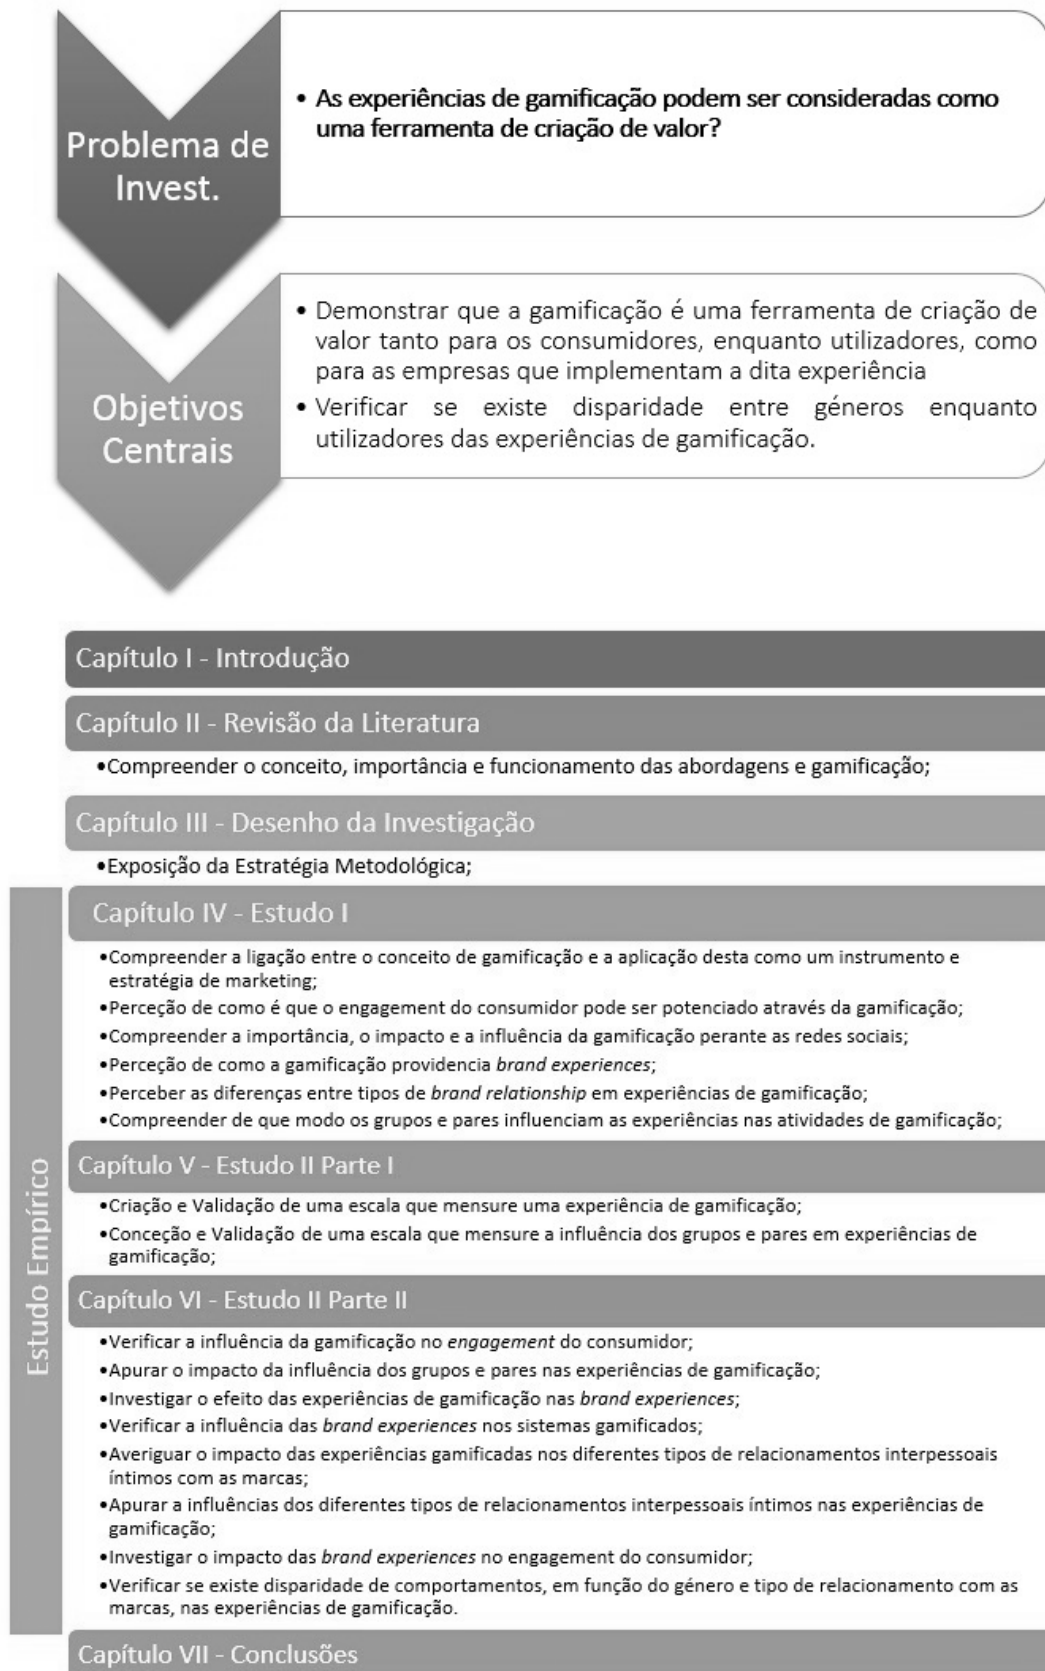 Problema de
Invest.
• As experiências de gamificação podem ser consideradas como
uma ferramenta de criação de valor?
Objetivos
Centrais
• Demonstrar que a gamificação é uma ferramenta de criação de
valor tanto para os consumidores, enquanto utilizadores, como
para as empresas que implementam a dita experiência
• Verificar se existe disparidade entre géneros enquanto
utilizadores das experiências de gamificação.
Capítulo I - Introdução
Capítulo II - Revisão da Literatura
•Compreender o conceito, importância e funcionamento das abordagens e gamificação;
Capítulo III - Desenho da Investigação
•Exposição da Estratégia Metodológica;
Estudo Empírico
Capítulo IV - Estudo I
•Compreender a ligação entre o conceito de gamificação e a aplicação desta como um instrumento e
estratégia de marketing;
•Perceção de como é que o engagement do consumidor pode ser potenciado através da gamificação;
•Compreender a importância, o impacto e a influência da gamificação perante as redes sociais;
•Perceção de como a gamificação providencia brand experiences;
•Perceber as diferenças entre tipos de brand relationship em experiências de gamificação;
•Compreender de que modo os grupos e pares influenciam as experiências nas atividades de gamificação;
Capítulo V - Estudo II Parte I
•Criação e Validação de uma escala que mensure uma experiência de gamificação;
•Conceção e Validação de uma escala que mensure a influência dos grupos e pares em experiências de
gamificação;
Capítulo VI - Estudo II Parte II
•Verificar a influência da gamificação no engagement do consumidor;
•Apurar o impacto da influência dos grupos e pares nas experiências de gamificação;
•Investigar o efeito das experiências de gamificação nas brand experiences;
•Verificar a influência das brand experiences nos sistemas gamificados;
•Averiguar o impacto das experiências gamificadas nos diferentes tipos de relacionamentos interpessoais
íntimos com as marcas;
•Apurar a influências dos diferentes tipos de relacionamentos interpessoais íntimos nas experiências de
gamificação;
•Investigar o impacto das brand experiences no engagement do consumidor;
•Verificar se existe disparidade de comportamentos, em função do género e tipo de relacionamento com as
marcas, nas experiências de gamificação.
Capítulo VII - Conclusões